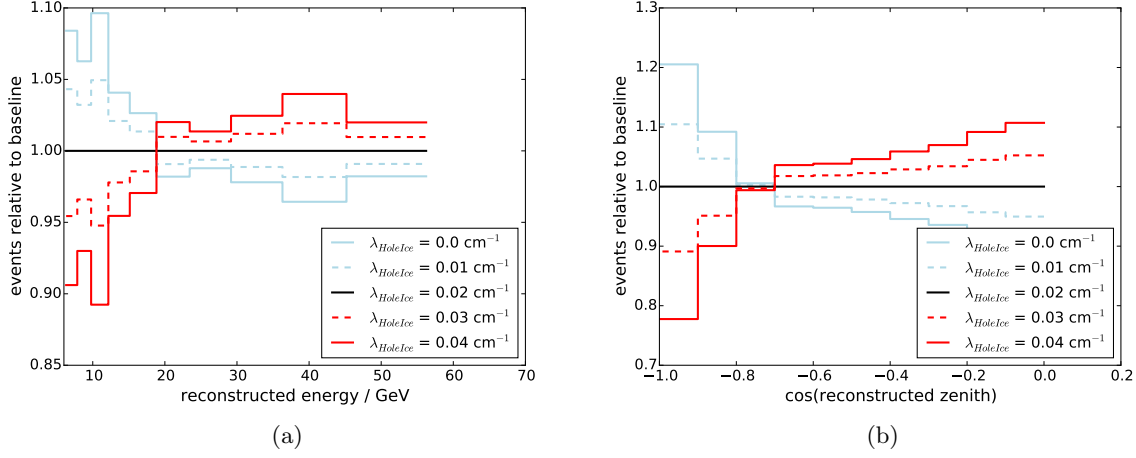 1.10
1.05
1.00
0.95
0.90
0.85
events relative to baseline
10 20 30 40 50 60 70
reconstructed energy / GeV
λHoleIce = 0.0 cm⁻¹
λHoleIce = 0.01 cm⁻¹
λHoleIce = 0.02 cm⁻¹
λHoleIce = 0.03 cm⁻¹
λHoleIce = 0.04 cm⁻¹
(a)
1.3
1.2
1.1
1.0
0.9
0.8
0.7
events relative to baseline
−1.0 −0.8 −0.6 −0.4 −0.2 0.0 0.2
cos(reconstructed zenith)
λHoleIce = 0.0 cm⁻¹
λHoleIce = 0.01 cm⁻¹
λHoleIce = 0.02 cm⁻¹
λHoleIce = 0.03 cm⁻¹
λHoleIce = 0.04 cm⁻¹
(b)